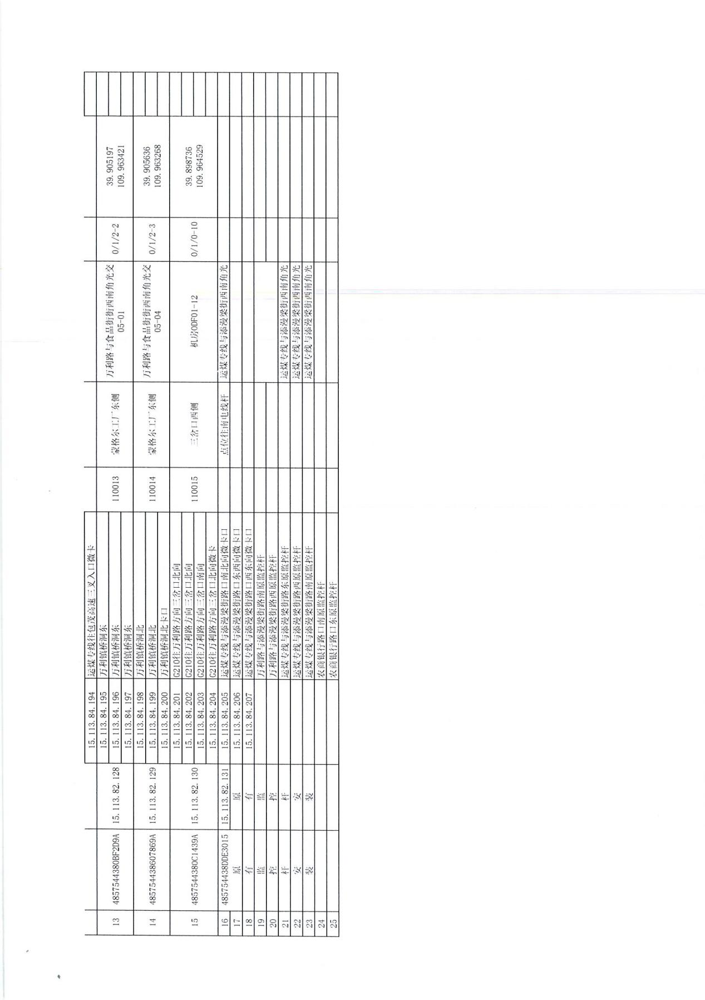 15.113.84.194 运煤专线往包茂高速三叉入口微卡
13 4857544380BF2D9A 15.113.82.128 15.113.84.195 万利镇桥洞东 110013 蒙格尔工厂东侧 万利路与食品街街西南角光交 05-01 0/1/2-2 39.905197 109.963421
15.113.84.196 万利镇桥洞东
15.113.84.197 万利镇桥洞东
14 485754438607869A 15.113.82.129 15.113.84.198 万利镇桥洞北 110014 蒙格尔工厂东侧 万利路与食品街街西南角光交 05-04 0/1/2-3 39.905636 109.963268
15.113.84.199 万利镇桥洞北
15.113.84.200 万利镇桥洞北卡口
15 4857544380C1439A 15.113.82.130 15.113.84.201 G210往万利路方向三岔口北向 110015 三岔口西侧 机房ODF01-12 0/1/0-10 39.898736 109.964529
15.113.84.202 G210往万利路方向三岔口北向
15.113.84.203 G210往万利路方向三岔口南向
15.113.84.204 G210往万利路方向三岔口北向微卡
16 485754438DDE3015 15.113.82.131 15.113.84.205 运煤专线与添漫梁街路口南北向微卡口 点位往南电线杆 运煤专线与添漫梁街西南角光
17 原 原 15.113.84.206 运煤专线与添漫梁街路口东西向微卡口
18 有 有 15.113.84.207 运煤专线与添漫梁街路口西东向微卡口
19 监 监 万利路与添漫梁街路南原监控杆
20 控 控 万利路与添漫梁街路西原监控杆
21 杆 杆 运煤专线与添漫梁街路东原监控杆 运煤专线与添漫梁街西南角光
22 安 安 运煤专线与添漫梁街路西原监控杆 运煤专线与添漫梁街西南角光
23 装 装 运煤专线与添漫梁街路南原监控杆 运煤专线与添漫梁街西南角光
24 农商银行路口南原监控杆
25 农商银行路口东原监控杆